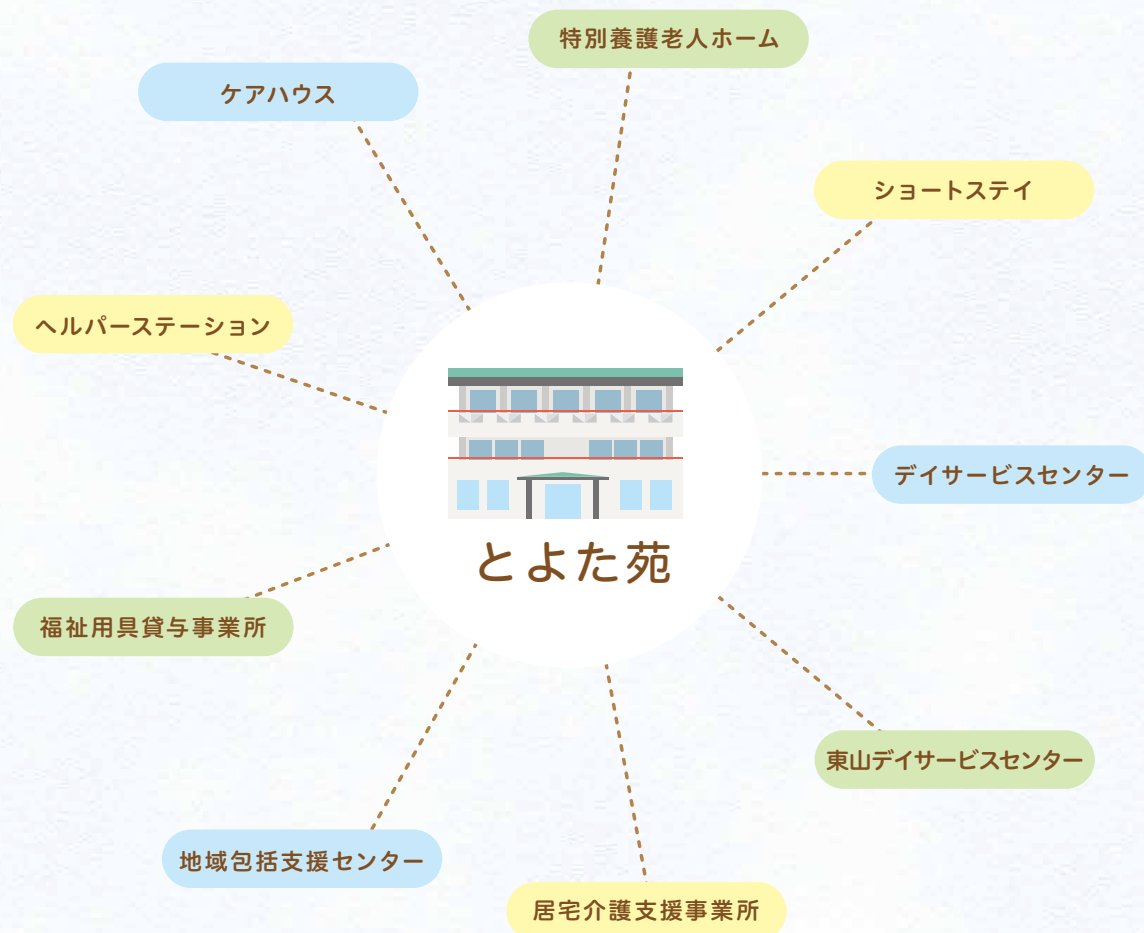 特別養護老人ホーム
ケアハウス
ショートステイ
ヘルパーステーション
デイサービスセンター
とよた苑
福祉用具貸与事業所
東山デイサービスセンター
地域包括支援センター
居宅介護支援事業所